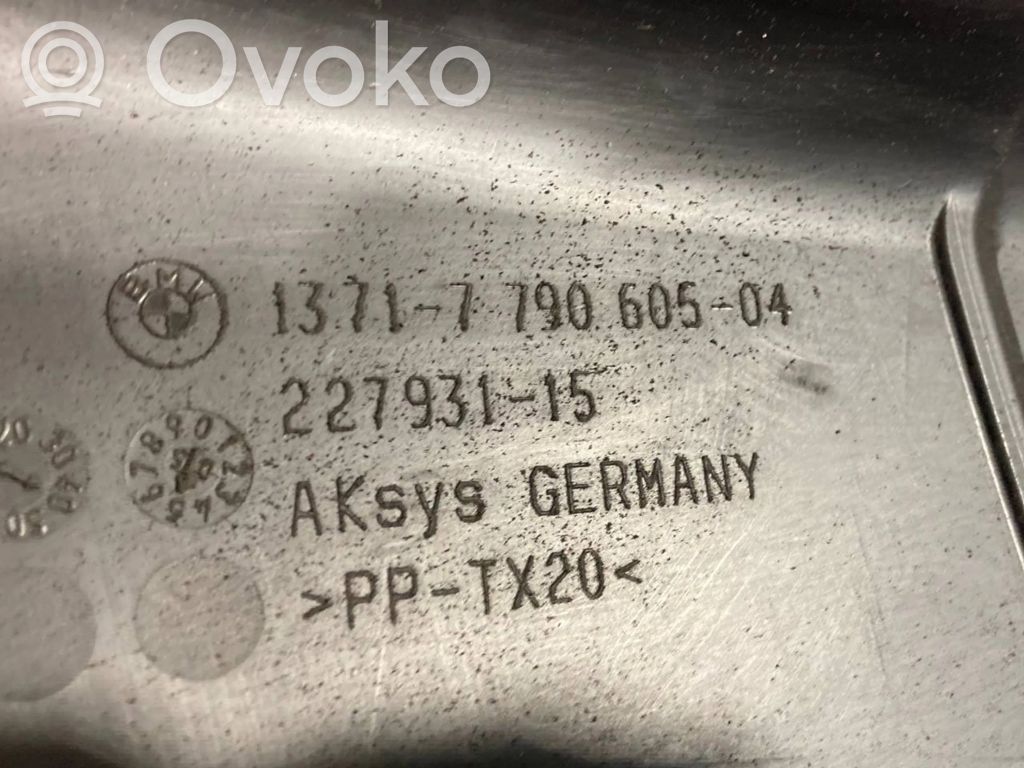 Ovoko
BMW
1371-7 790 605-04
227931-15
AKsys GERMANY
>PP-TX20<